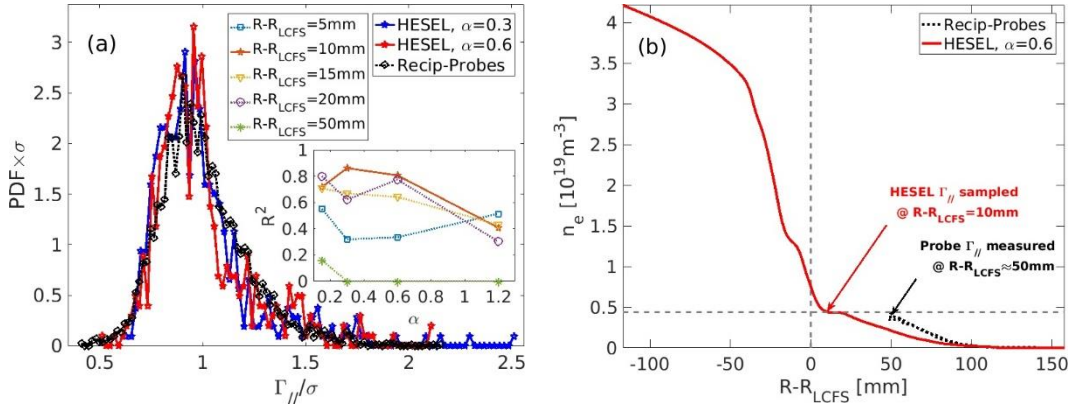 (a)
R-R_LCFS=5mm
R-R_LCFS=10mm
R-R_LCFS=15mm
R-R_LCFS=20mm
R-R_LCFS=50mm
HESEL, α=0.3
HESEL, α=0.6
Recip-Probes
PDF×σ
3
2.5
2
1.5
1
0.5
0
0.5 1 1.5 2 2.5
Γ_///σ
R²
1
0.8
0.6
0.4
0.2
0
0.2 0.4 0.6 0.8 1 1.2
α
(b)
Recip-Probes
HESEL, α=0.6
n_e [10^19 m^-3]
4
3.5
3
2.5
2
1.5
1
0.5
0
HESEL Γ_// sampled
@ R-R_LCFS=10mm
Probe Γ_// measured
@ R-R_LCFS≈50mm
-100 -50 0 50 100 150
R-R_LCFS [mm]